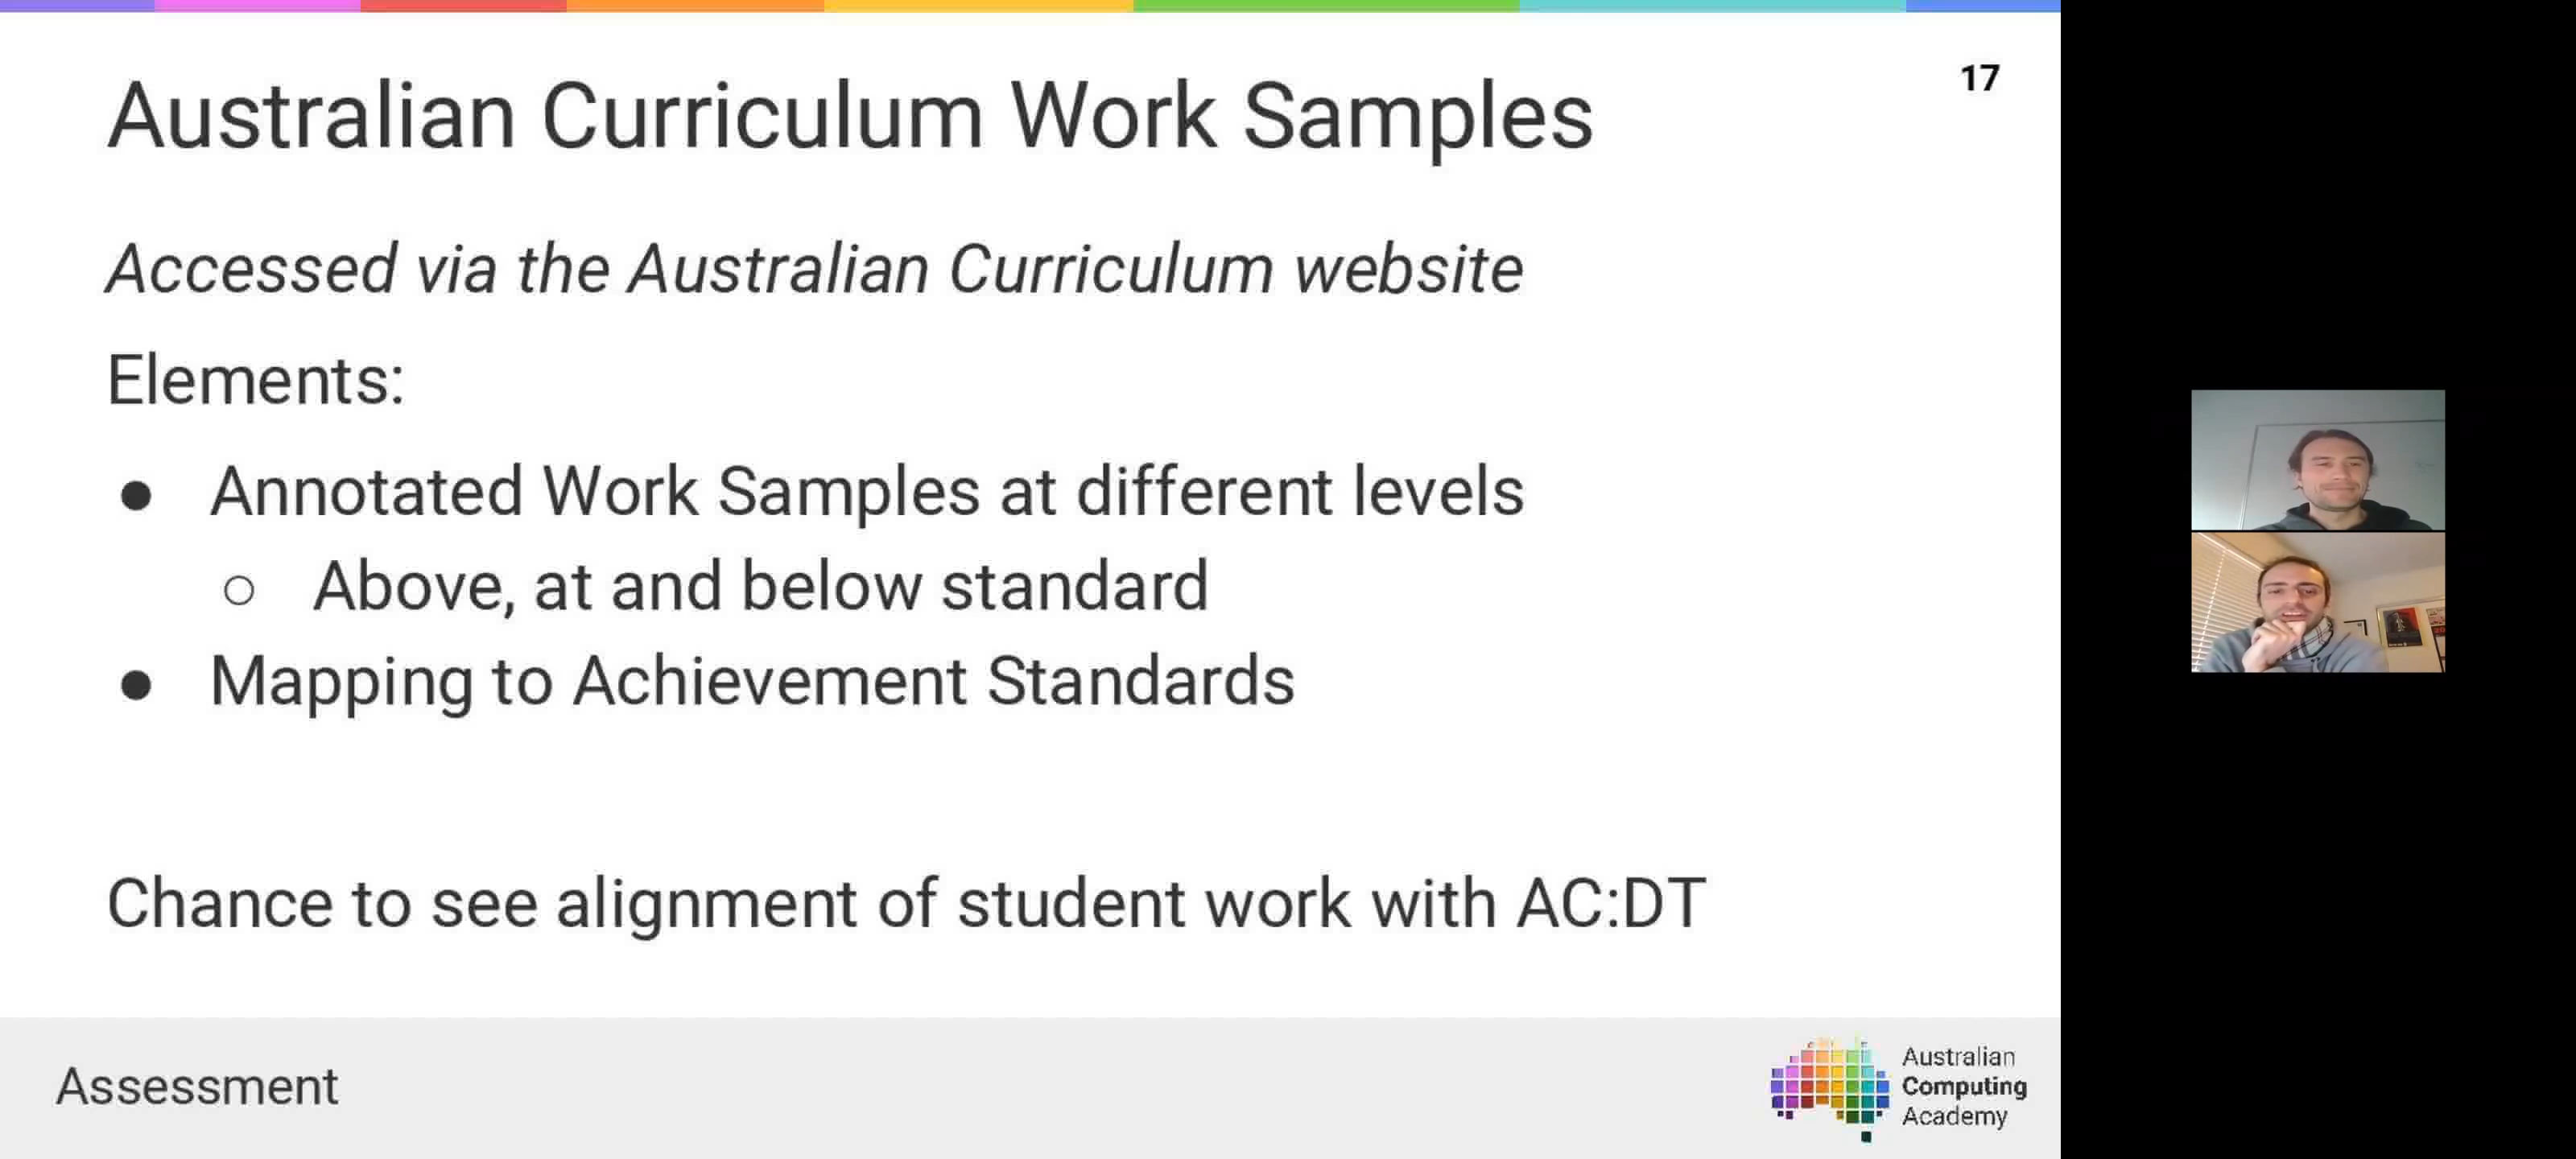 Australian Curriculum Work Samples
17
Accessed via the Australian Curriculum website
Elements:
● Annotated Work Samples at different levels
○ Above, at and below standard
● Mapping to Achievement Standards
Chance to see alignment of student work with AC:DT
Assessment
Australian
Computing
Academy